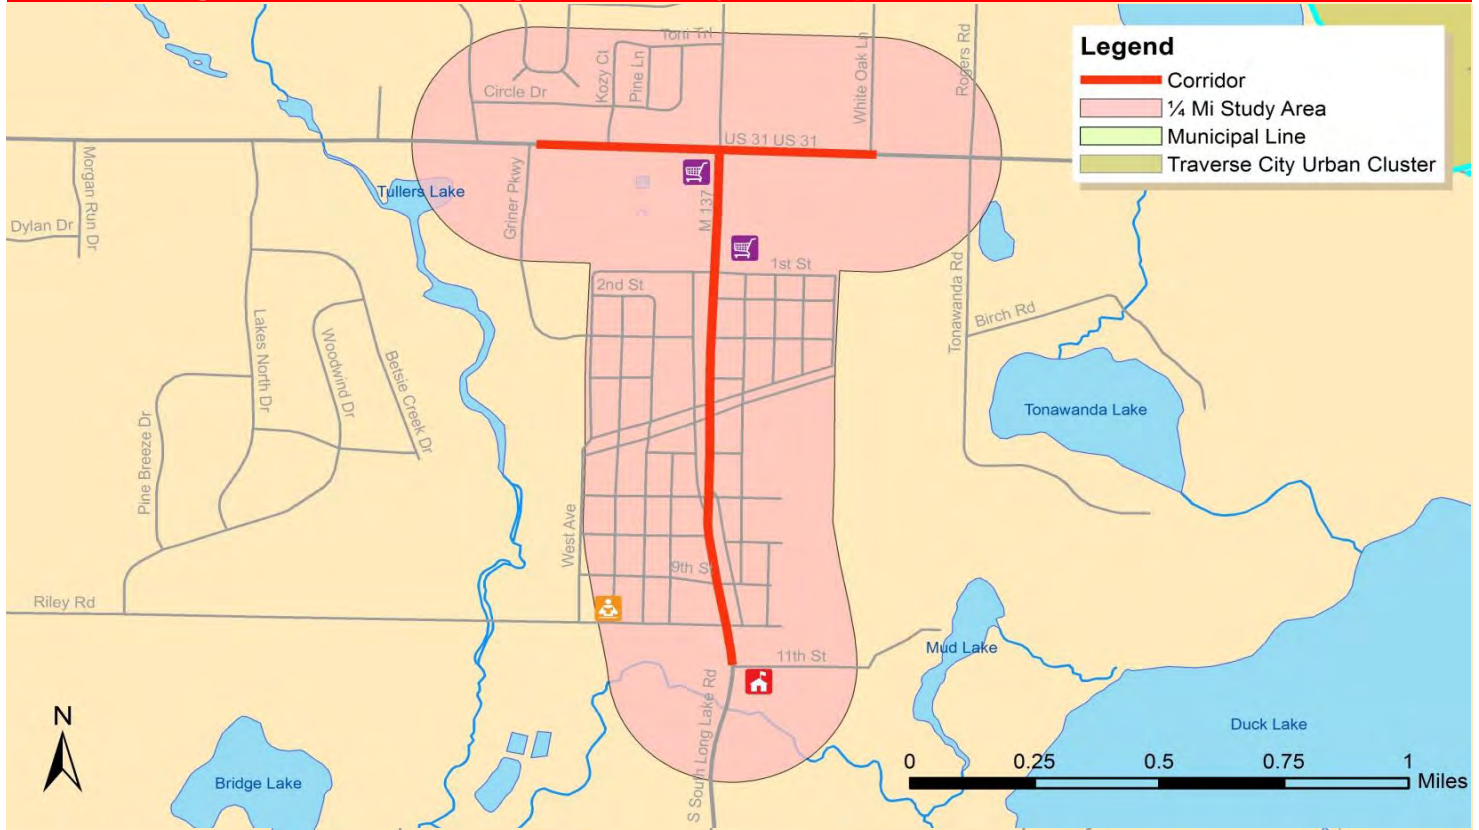 Legend
Corridor
¼ Mi Study Area
Municipal Line
Traverse City Urban Cluster
Toni Trl
Kozy Ct
Pine Ln
Circle Dr
White Oak Ln
Rogers Rd
US 31 US 31
Morgan Run Dr
Tullers Lake
Griner Pkwy
M 137
Dylan Dr
1st St
2nd St
Tonawanda Rd
Birch Rd
Lakes North Dr
Woodwind Dr
Betsie Creek Dr
Pine Breeze Dr
Tonawanda Lake
West Ave
9th S
Riley Rd
11th St
Mud Lake
S South Long Lake Rd
Duck Lake
N
Bridge Lake
0 0.25 0.5 0.75 1
Miles